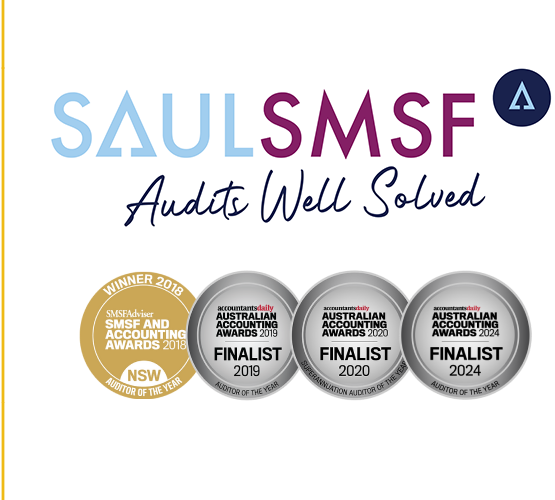 SAULSMSF
Audits Well Solved
WINNER 2018
SMSFAdviser
SMSF AND
ACCOUNTING
AWARDS 2018
NSW
AUDITOR OF THE YEAR
accountantsdaily
AUSTRALIAN
ACCOUNTING
AWARDS 2019
FINALIST
2019
AUDITOR OF THE YEAR
accountantsdaily
AUSTRALIAN
ACCOUNTING
AWARDS 2020
FINALIST
2020
SUPERANNUATION AUDITOR OF THE YEAR
accountantsdaily
AUSTRALIAN
ACCOUNTING
AWARDS 2024
FINALIST
2024
AUDITOR OF THE YEAR